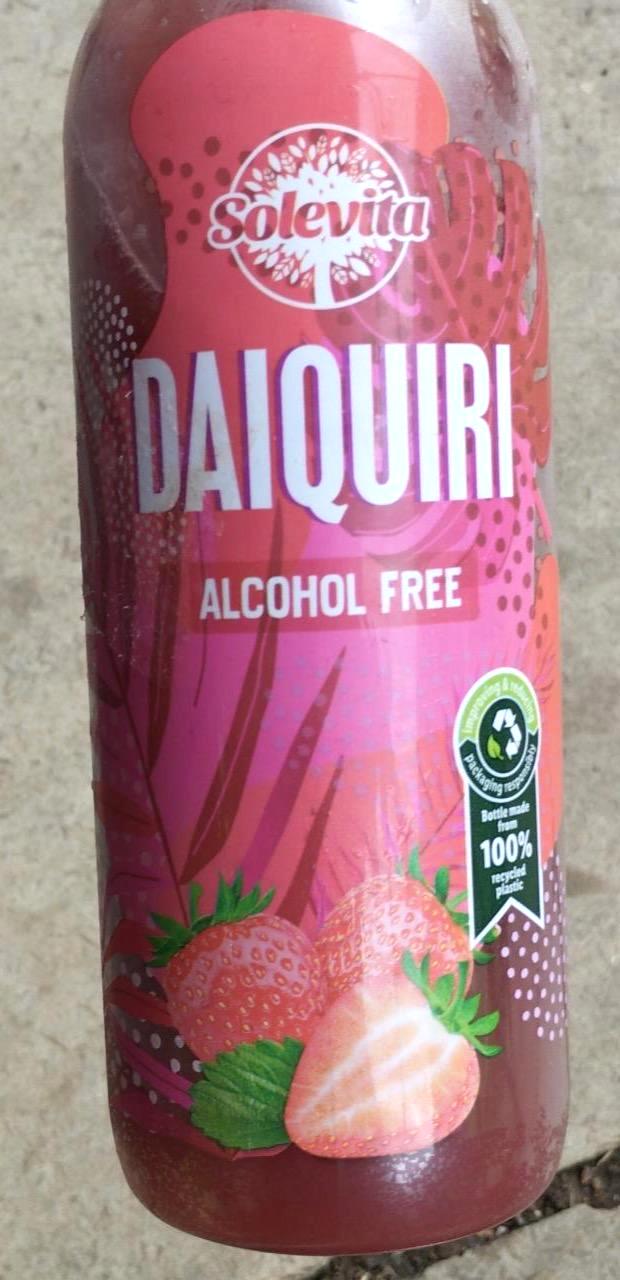 Solevita
DAIQUIRI
ALCOHOL FREE
improving & reducing
packaging responsibly
Bottle made
from
100%
recycled
plastic